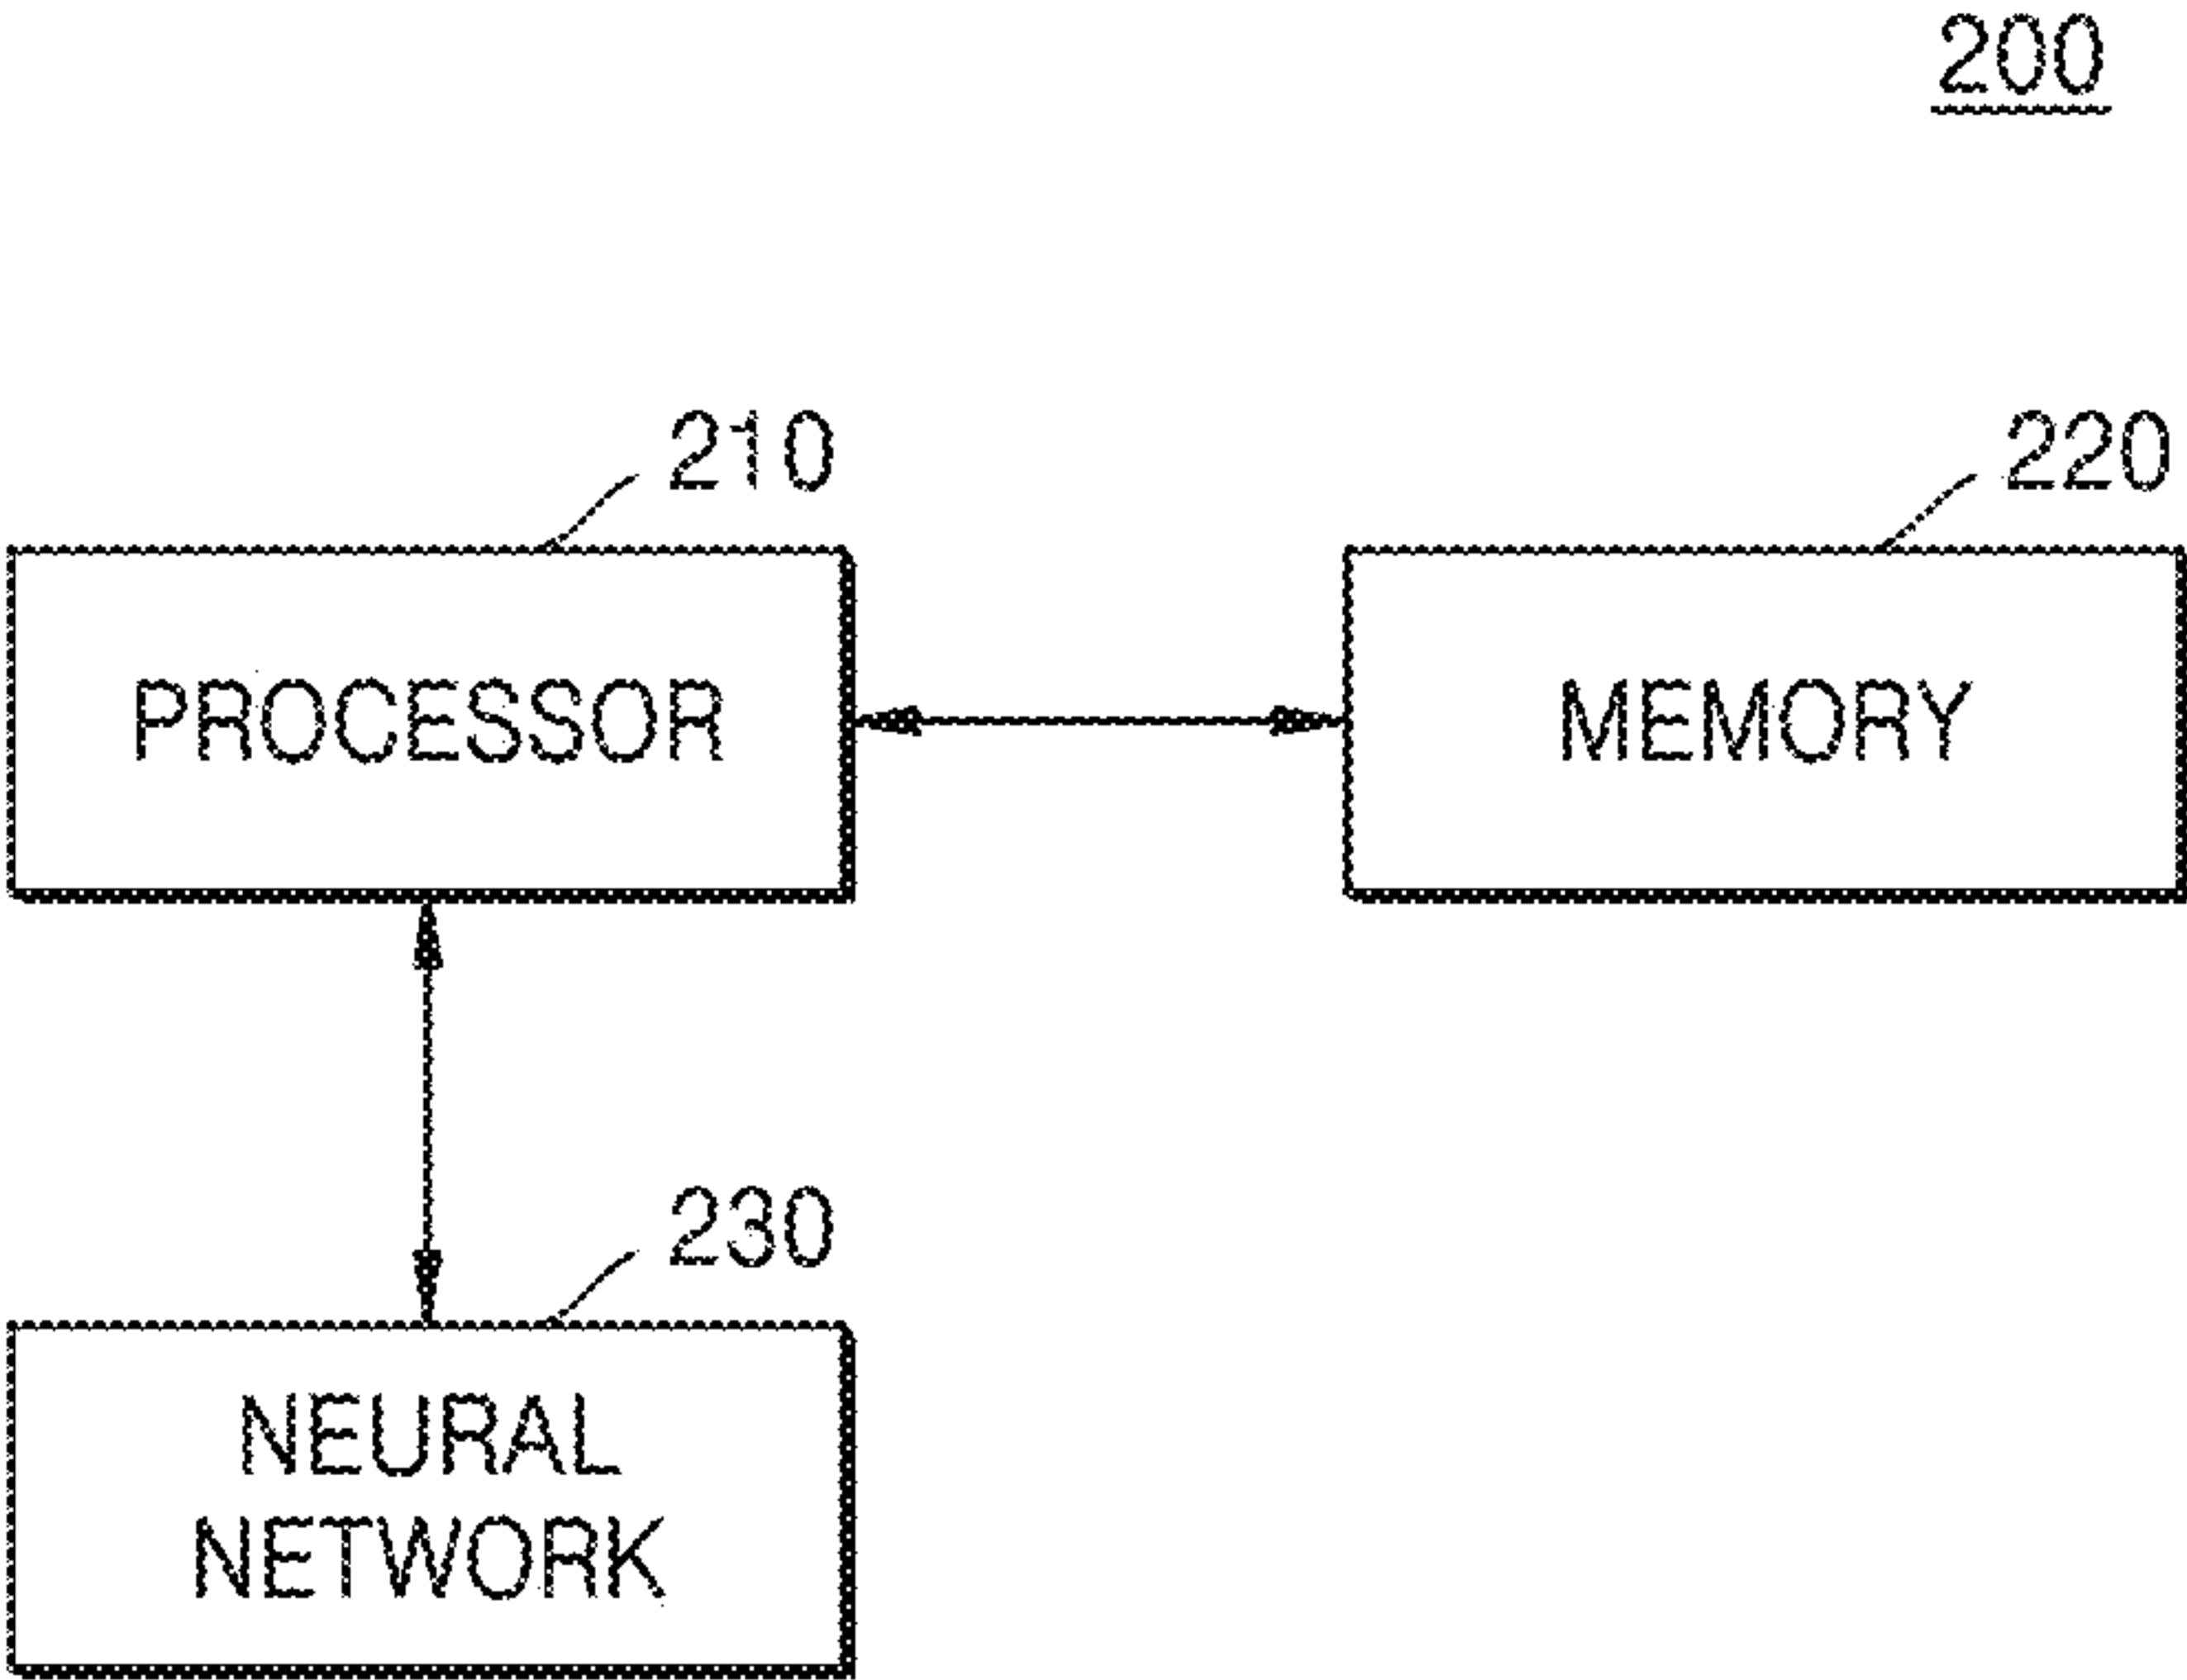 200
210
220
PROCESSOR
MEMORY
230
NEURAL
NETWORK